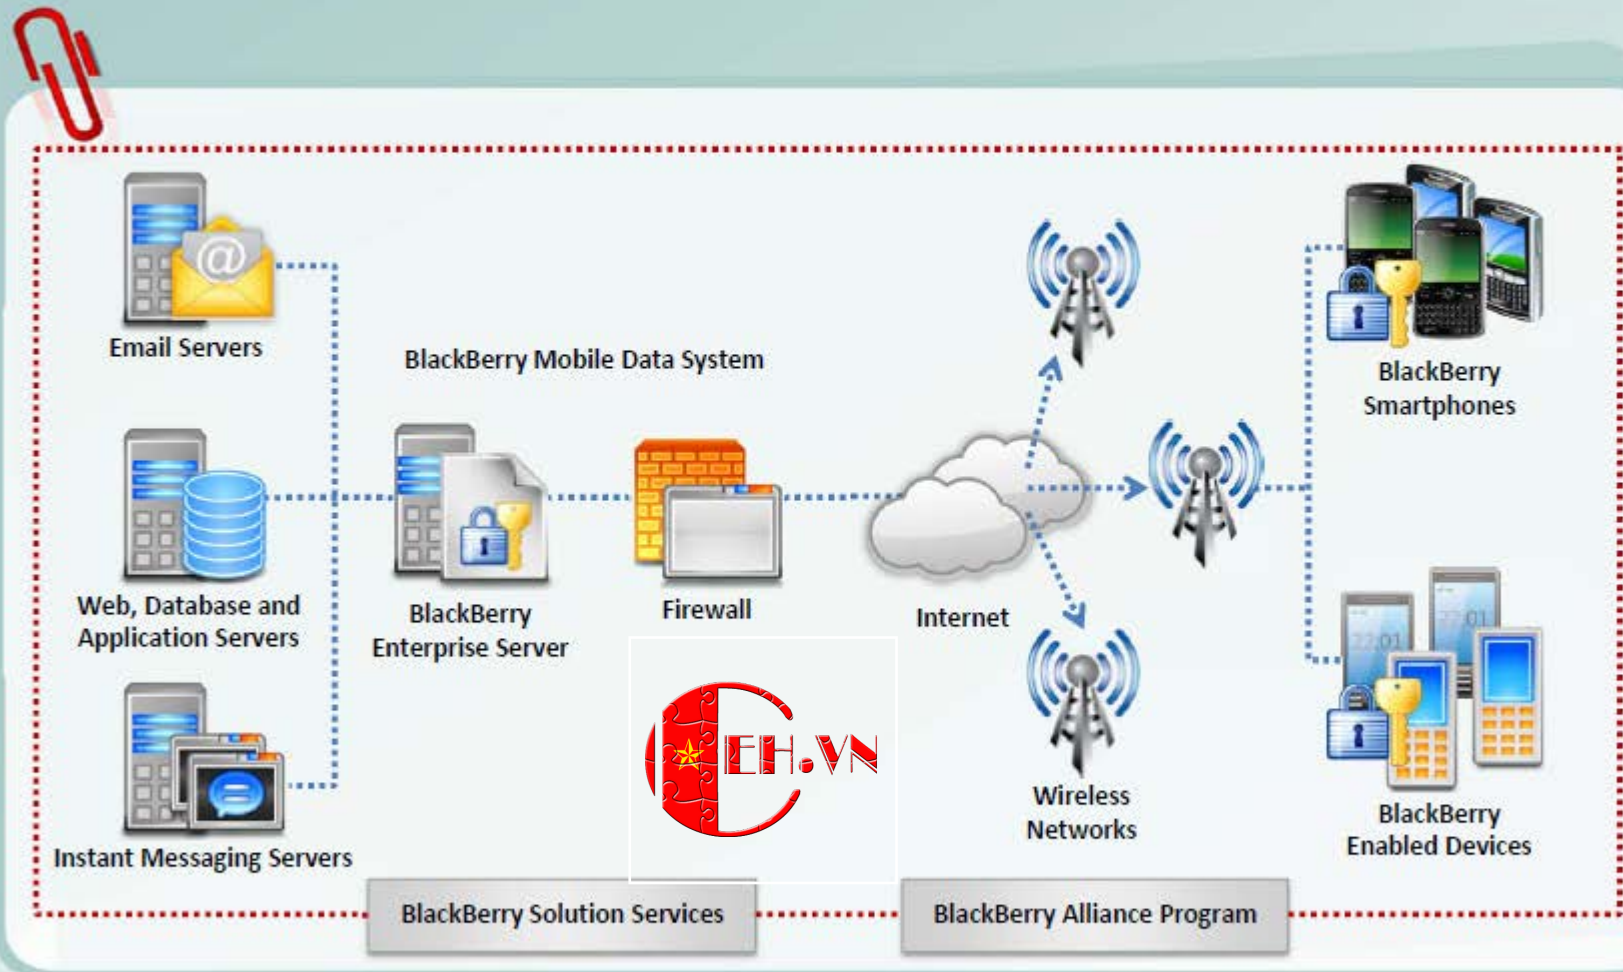 Email Servers
BlackBerry Mobile Data System
BlackBerry
Smartphones
Web, Database and
Application Servers
BlackBerry
Enterprise Server
Firewall
Internet
EH.VN
Wireless
Networks
BlackBerry
Enabled Devices
Instant Messaging Servers
BlackBerry Solution Services
BlackBerry Alliance Program